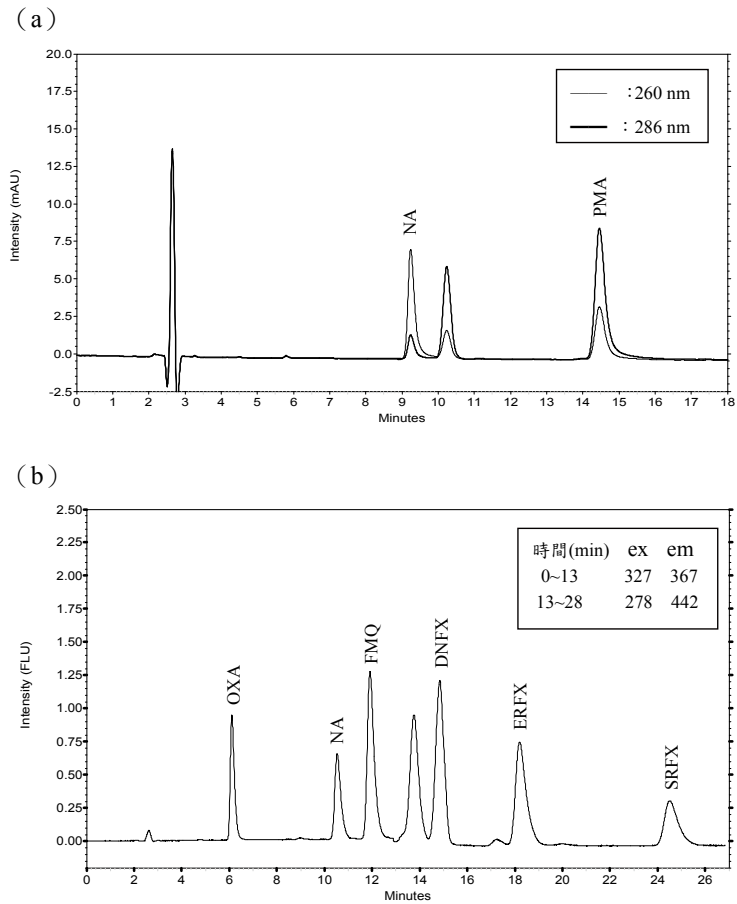 （a）
20.0
17.5
15.0
12.5
10.0
7.5
5.0
2.5
0.0
-2.5
Intensity (mAU)
：260 nm
：286 nm
NA
PMA
0 1 2 3 4 5 6 7 8 9 10 11 12 13 14 15 16 17 18
Minutes
（b）
2.50
2.25
2.00
1.75
1.50
1.25
1.00
0.75
0.50
0.25
0.00
Intensity (FLU)
時間(min) ex em
0~13 327 367
13~28 278 442
OXA
NA
FMQ
DNFX
ERFX
SRFX
0 2 4 6 8 10 12 14 16 18 20 22 24 26
Minutes